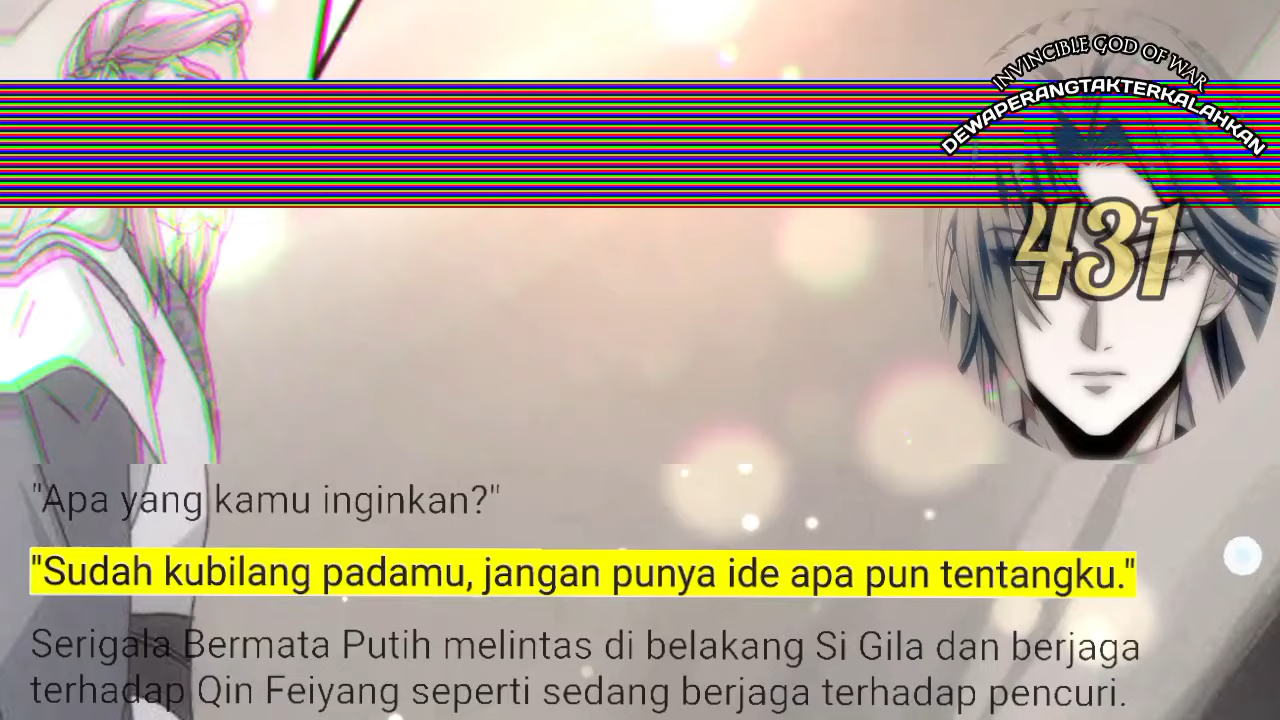 INVINCIBLE GOD OF WAR
DEWAPERANGTAKTERKALAHKAN
431
"Apa yang kamu inginkan?"
"Sudah kubilang padamu, jangan punya ide apa pun tentangku."
Serigala Bermata Putih melintas di belakang Si Gila dan berjaga
terhadap Qin Feiyang seperti sedang berjaga terhadap pencuri.